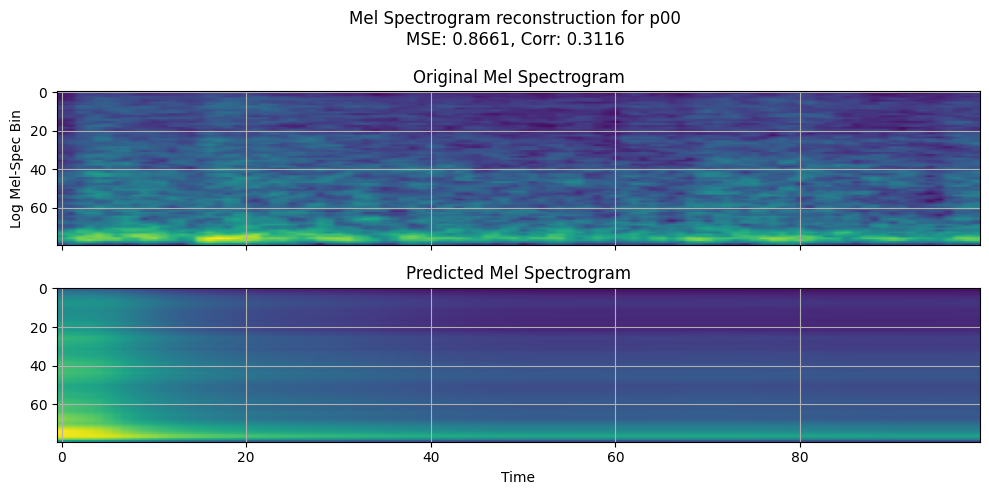 Mel Spectrogram reconstruction for p00
MSE: 0.8661, Corr: 0.3116
Original Mel Spectrogram
0
20
40
60
Log Mel-Spec Bin
Predicted Mel Spectrogram
0
20
40
60
0 20 40 60 80
Time